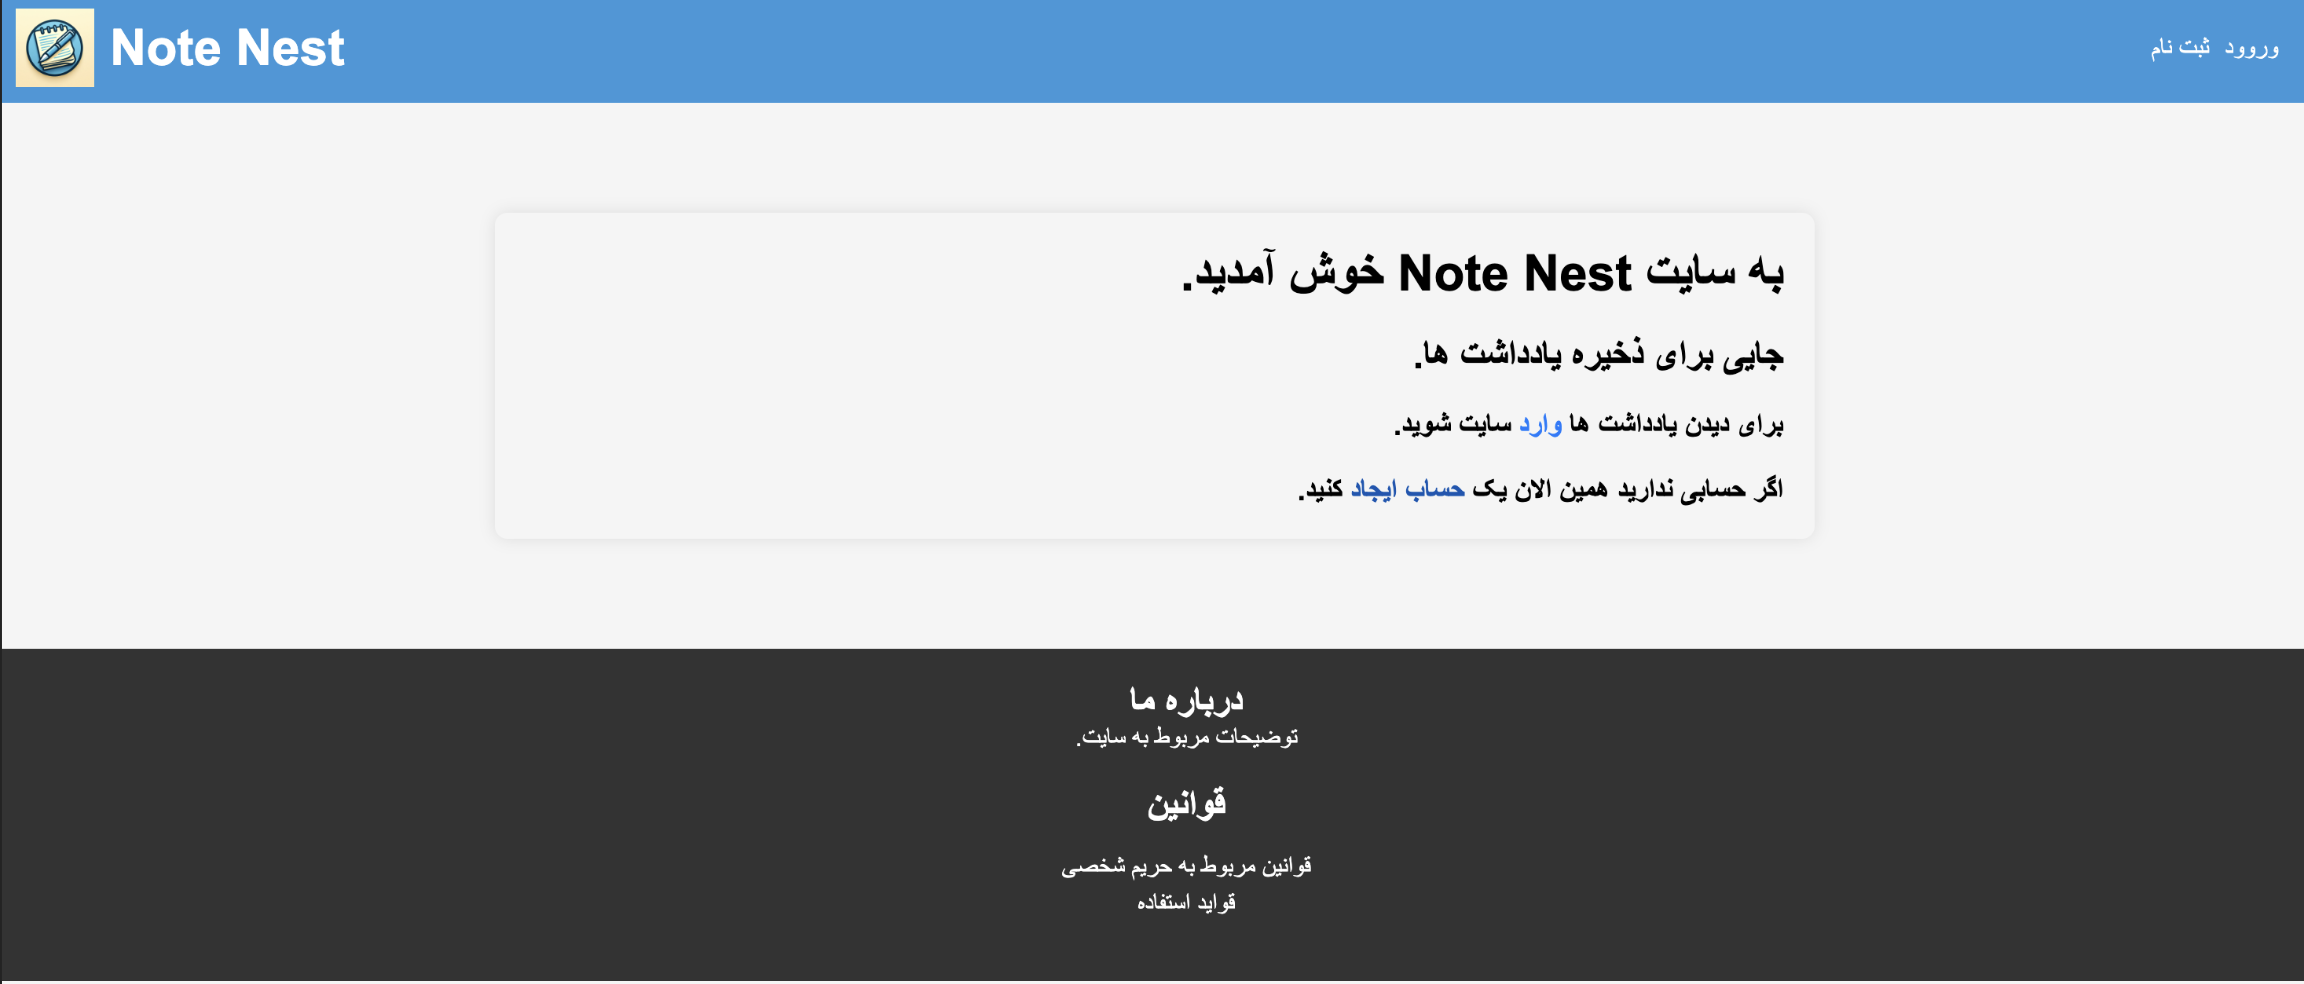 Note Nest
وروود ثبت نام
به سایت Note Nest خوش آمدید.
جایی برای ذخیره یادداشت ها.
برای دیدن یادداشت ها وارد سایت شوید.
اگر حسابی ندارید همین الان یک حساب ایجاد کنید.
درباره ما
توضیحات مربوط به سایت.
قوانین
قوانین مربوط به حریم شخصی
قواید استفاده